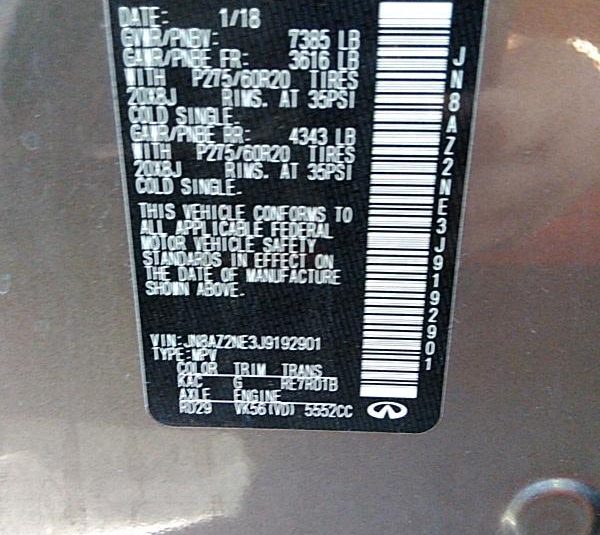 DATE: 1/18
GVWR/PNBV: 7385 LB
GAWR/PNBE FR: 3616 LB
WITH P275/60R20 TIRES
20X8J RIMS. AT 35PSI
COLD SINGLE.
GAWR/PNBE RR: 4343 LB
WITH P275/60R20 TIRES
20X8J RIMS. AT 35PSI
COLD SINGLE.
THIS VEHICLE CONFORMS TO
ALL APPLICABLE FEDERAL
MOTOR VEHICLE SAFETY
STANDARDS IN EFFECT ON
THE DATE OF MANUFACTURE
SHOWN ABOVE.
VIN:JN8AZ2NE3J9192901
TYPE:MPV
COLOR TRIM TRANS
KAC G RE7R01B
AXLE ENGINE
RD29 VK56(VD) 5552CC
JN8AZ2NE3J9192901